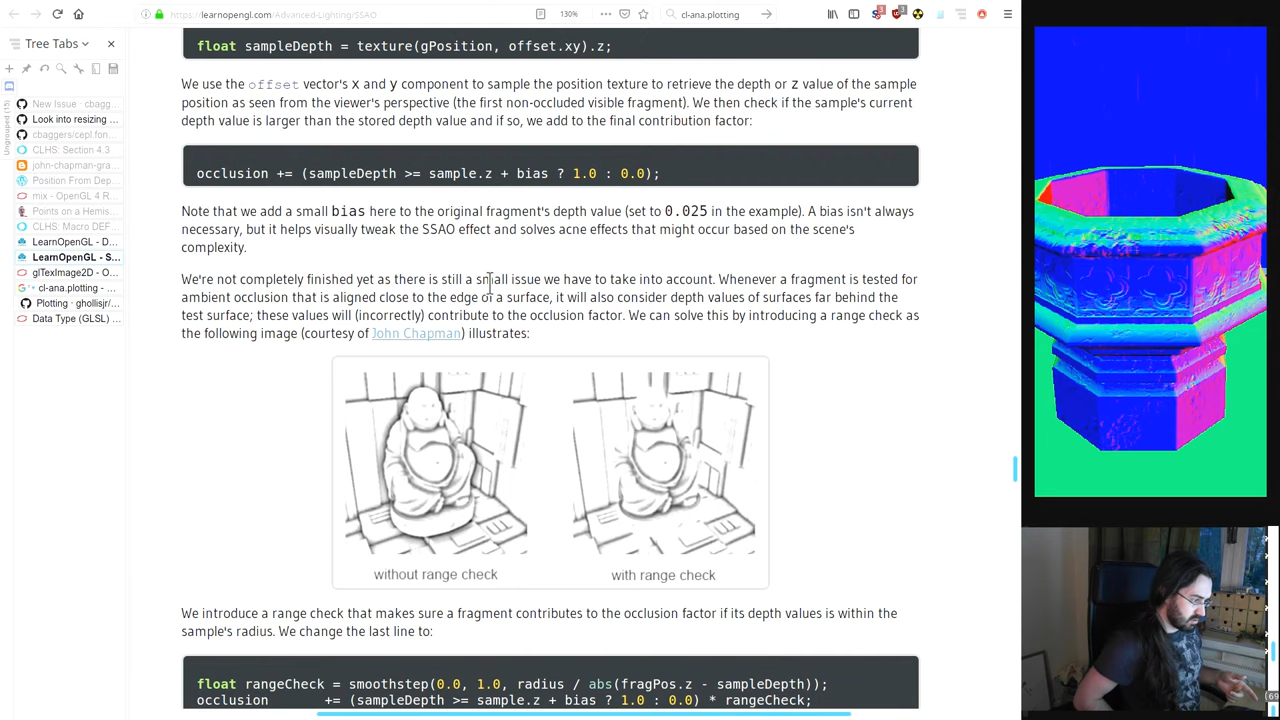 https://learnopengl.com/Advanced-Lighting/SSAO
130%
cl-ana.plotting
Tree Tabs
Ungrouped (15)
New Issue · cbagg...
Look into resizing ...
cbaggers/cepl.fon...
CLHS: Section 4.3
john-chapman-gra...
Position From Dep...
mix - OpenGL 4 R...
Points on a Hemis...
CLHS: Macro DEF...
LearnOpenGL - D...
LearnOpenGL - S...
glTexImage2D - O...
cl-ana.plotting - ...
Plotting · ghollisjr/...
Data Type (GLSL) ...
float sampleDepth = texture(gPosition, offset.xy).z;
We use the offset vector's x and y component to sample the position texture to retrieve the depth or z value of the sample
position as seen from the viewer's perspective (the first non-occluded visible fragment). We then check if the sample's current
depth value is larger than the stored depth value and if so, we add to the final contribution factor:
occlusion += (sampleDepth >= sample.z + bias ? 1.0 : 0.0);
Note that we add a small bias here to the original fragment's depth value (set to 0.025 in the example). A bias isn't always
necessary, but it helps visually tweak the SSAO effect and solves acne effects that might occur based on the scene's
complexity.
We're not completely finished yet as there is still a small issue we have to take into account. Whenever a fragment is tested for
ambient occlusion that is aligned close to the edge of a surface, it will also consider depth values of surfaces far behind the
test surface; these values will (incorrectly) contribute to the occlusion factor. We can solve this by introducing a range check as
the following image (courtesy of John Chapman) illustrates:
without range check
with range check
We introduce a range check that makes sure a fragment contributes to the occlusion factor if its depth values is within the
sample's radius. We change the last line to:
float rangeCheck = smoothstep(0.0, 1.0, radius / abs(fragPos.z - sampleDepth));
occlusion += (sampleDepth >= sample.z + bias ? 1.0 : 0.0) * rangeCheck;